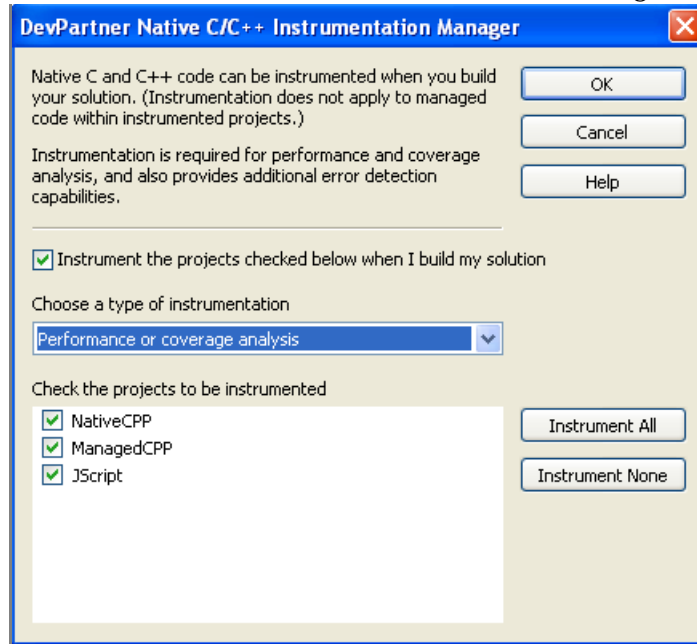 DevPartner Native C/C++ Instrumentation Manager
Native C and C++ code can be instrumented when you build
your solution. (Instrumentation does not apply to managed
code within instrumented projects.)
Instrumentation is required for performance and coverage
analysis, and also provides additional error detection
capabilities.
OK
Cancel
Help
Instrument the projects checked below when I build my solution
Choose a type of instrumentation
Performance or coverage analysis
Check the projects to be instrumented
NativeCPP
ManagedCPP
JScript
Instrument All
Instrument None